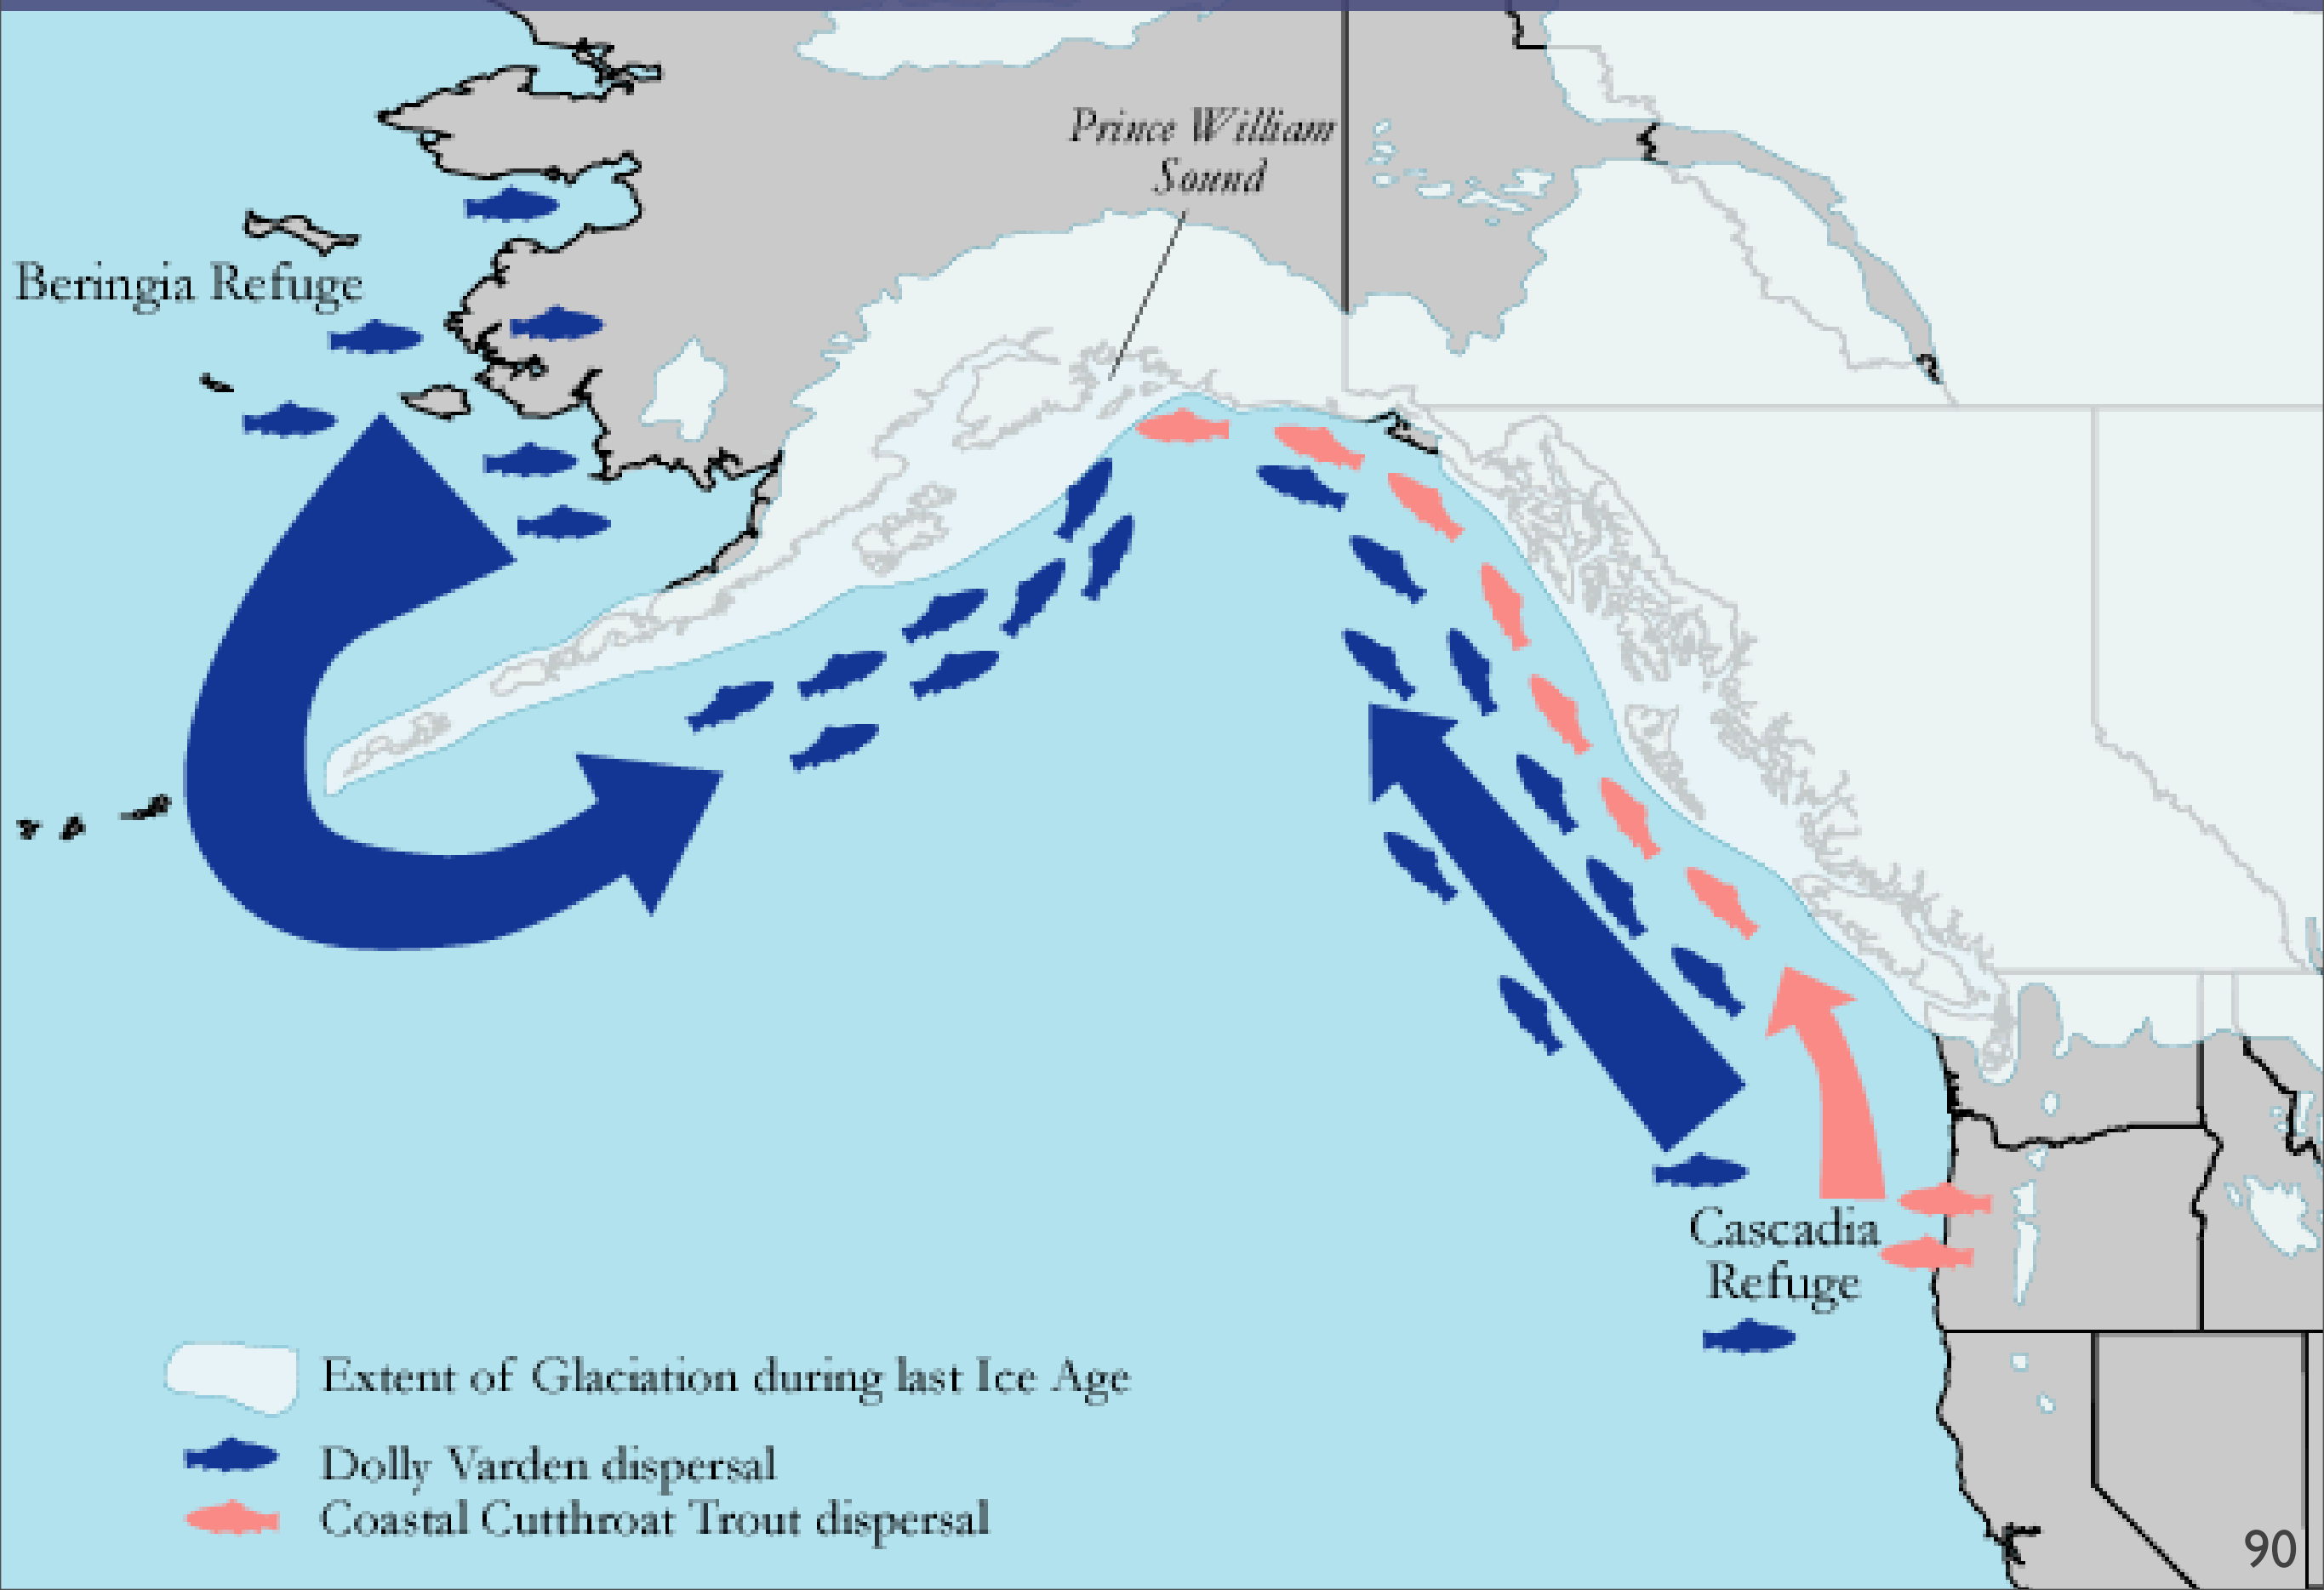 Prince William
Sound
Beringia Refuge
Cascadia
Refuge
Extent of Glaciation during last Ice Age
Dolly Varden dispersal
Coastal Cutthroat Trout dispersal
90